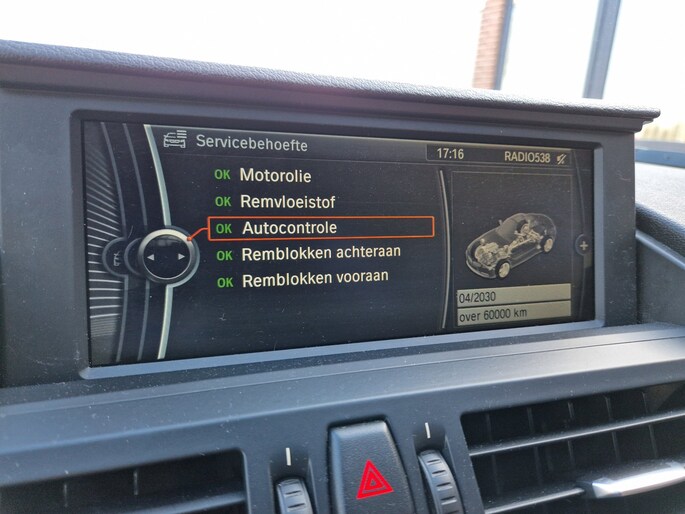 Servicebehoefte
17:16 RADIO538
OK Motorolie
OK Remvloeistof
OK Autocontrole
OK Remblokken achteraan
OK Remblokken vooraan
04/2030
over 60000 km